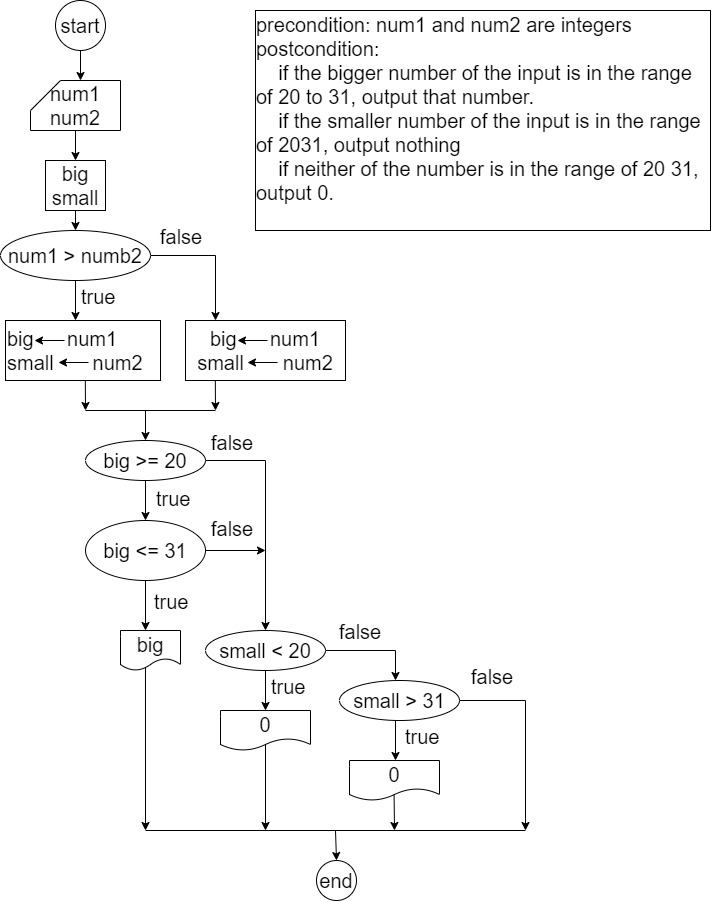 start
precondition: num1 and num2 are integers
postcondition:
if the bigger number of the input is in the range
of 20 to 31, output that number.
if the smaller number of the input is in the range
of 2031, output nothing
if neither of the number is in the range of 20 31,
output 0.
num1
num2
big
small
num1 > numb2
false
true
big num1
small num2
big num1
small num2
big >= 20
false
true
big <= 31
false
true
big
small < 20
false
true
0
small > 31
false
true
0
end